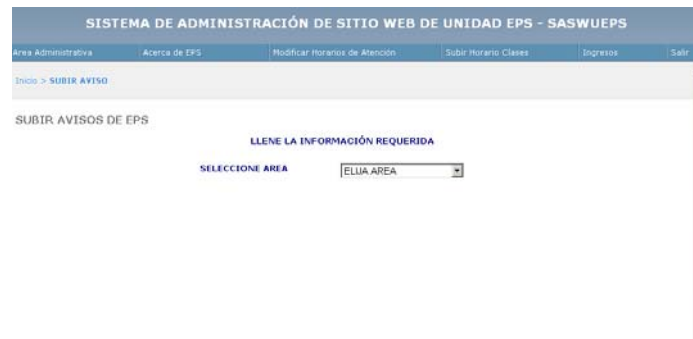 SISTEMA DE ADMINISTRACIÓN DE SITIO WEB DE UNIDAD EPS - SASWUEPS
Area Administrativa Acerca de EPS Modificar Horarios de Atención Subir Horario Clases Ingresos Salir
Inicio > SUBIR AVISO
SUBIR AVISOS DE EPS
LLENE LA INFORMACIÓN REQUERIDA
SELECCIONE AREA ELIJA AREA